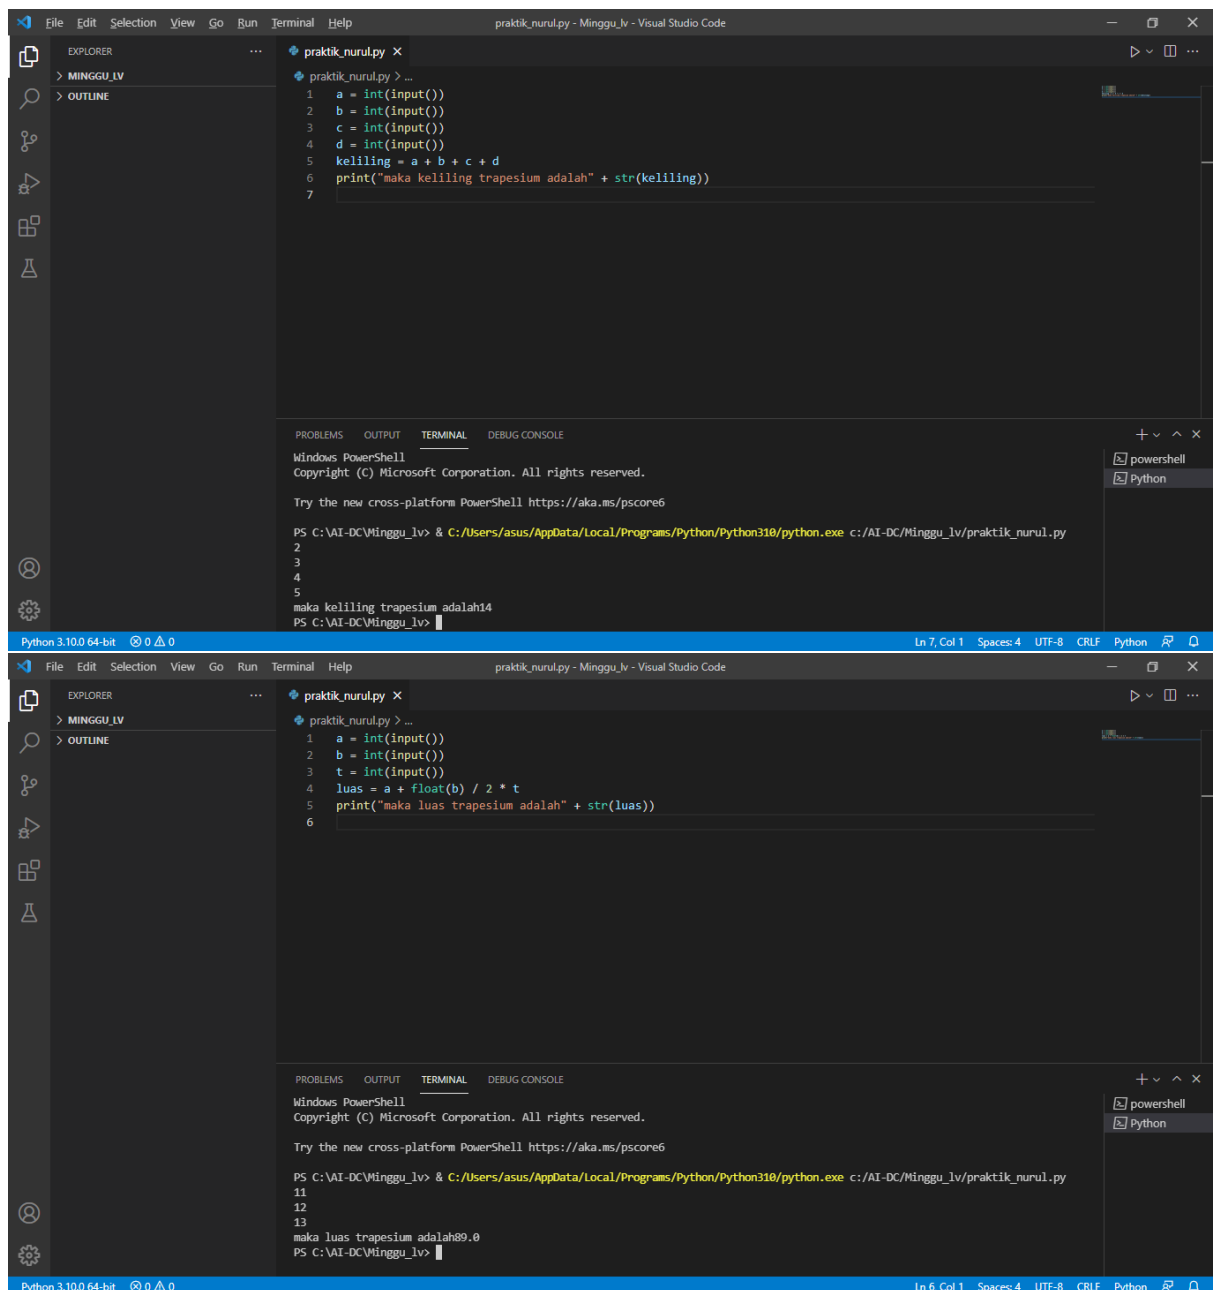 File Edit Selection View Go Run Terminal Help praktik_nurul.py - Minggu_lv - Visual Studio Code
EXPLORER ... praktik_nurul.py
MINGGU_LV
OUTLINE
praktik_nurul.py > ...
1 a = int(input())
2 b = int(input())
3 c = int(input())
4 d = int(input())
5 keliling = a + b + c + d
6 print("maka keliling trapesium adalah" + str(keliling))
7
PROBLEMS OUTPUT TERMINAL DEBUG CONSOLE
Windows PowerShell
Copyright (C) Microsoft Corporation. All rights reserved.
Try the new cross-platform PowerShell https://aka.ms/pscore6
PS C:\AI-DC\Minggu_lv> & C:/Users/asus/AppData/Local/Programs/Python/Python310/python.exe c:/AI-DC/Minggu_lv/praktik_nurul.py
2
3
4
5
maka keliling trapesium adalah14
PS C:\AI-DC\Minggu_lv>
powershell
Python
Python 3.10.0 64-bit 0 0 Ln 7, Col 1 Spaces: 4 UTF-8 CRLF Python
File Edit Selection View Go Run Terminal Help praktik_nurul.py - Minggu_lv - Visual Studio Code
EXPLORER ... praktik_nurul.py
MINGGU_LV
OUTLINE
praktik_nurul.py > ...
1 a = int(input())
2 b = int(input())
3 t = int(input())
4 luas = a + float(b) / 2 * t
5 print("maka luas trapesium adalah" + str(luas))
6
PROBLEMS OUTPUT TERMINAL DEBUG CONSOLE
Windows PowerShell
Copyright (C) Microsoft Corporation. All rights reserved.
Try the new cross-platform PowerShell https://aka.ms/pscore6
PS C:\AI-DC\Minggu_lv> & C:/Users/asus/AppData/Local/Programs/Python/Python310/python.exe c:/AI-DC/Minggu_lv/praktik_nurul.py
11
12
13
maka luas trapesium adalah89.0
PS C:\AI-DC\Minggu_lv>
powershell
Python
Python 3.10.0 64-bit 0 0 Ln 6, Col 1 Spaces: 4 UTF-8 CRLF Python